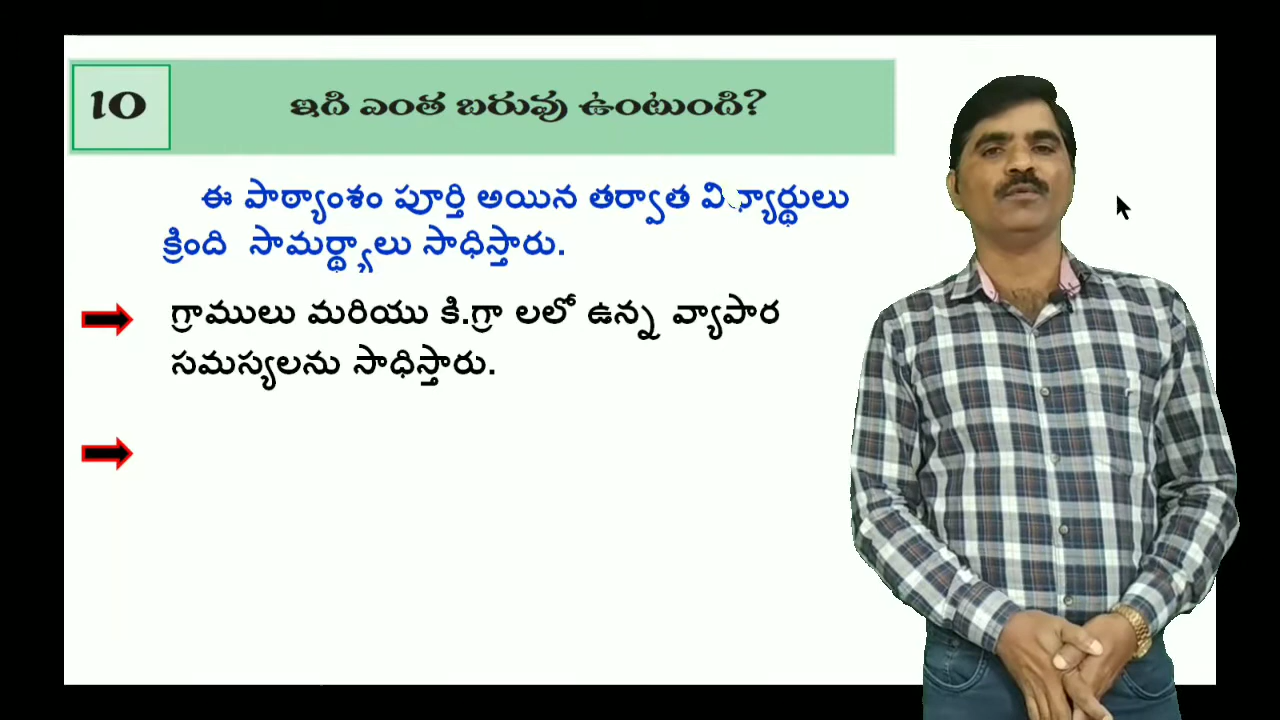 10
ఇది ఎంత బరువు ఉంటుంది?
ఈ పాఠ్యాంశం పూర్తి అయిన తర్వాత విద్యార్థులు
క్రింది సామర్థ్యాలు సాధిస్తారు.
గ్రాములు మరియు కి.గ్రా లలో ఉన్న వ్యాపార
సమస్యలను సాధిస్తారు.